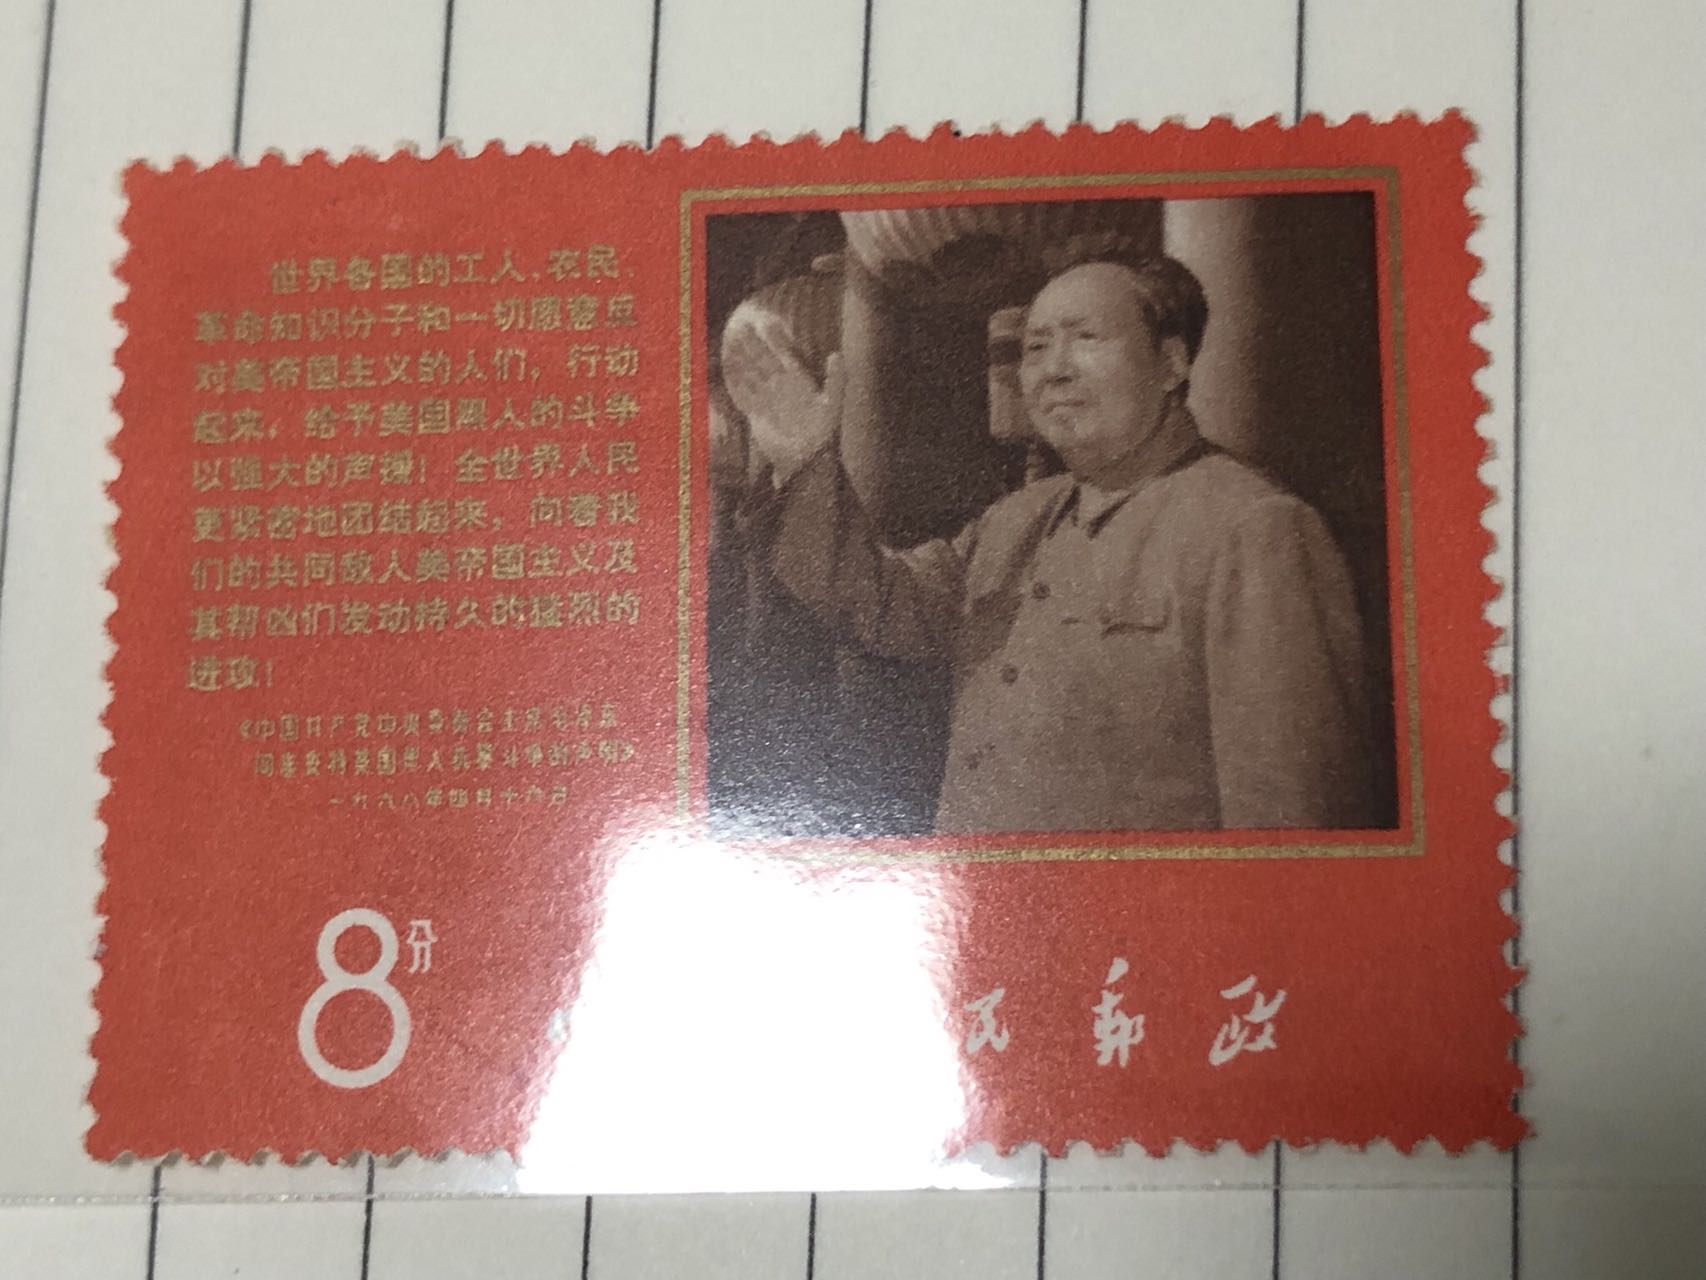 世界各国的工人、农民、
革命知识分子和一切愿意反
对美帝国主义的人们，行动
起来，给予美国黑人的斗争
以强大的声援！全世界人民
更紧密地团结起来，向着我
们的共同敌人美帝国主义及
其帮凶们发动持久的猛烈的
进攻！
《中国共产党中央委员会主席毛泽东
同志支持美国黑人抗暴斗争的声明》
一九六八年四月十六日
8分
民邮政